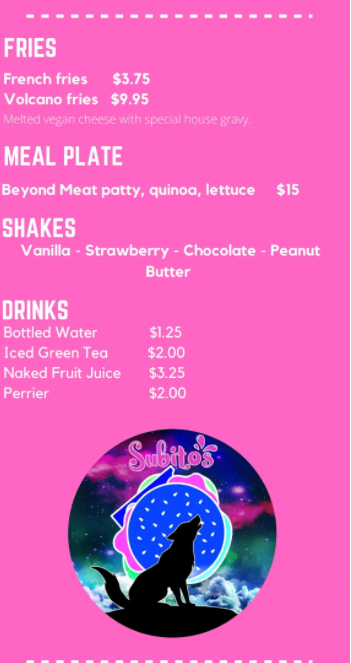 FRIES
French fries $3.75
Volcano fries $9.95
Melted vegan cheese with special house gravy.
MEAL PLATE
Beyond Meat patty, quinoa, lettuce $15
SHAKES
Vanilla - Strawberry - Chocolate - Peanut
Butter
DRINKS
Bottled Water $1.25
Iced Green Tea $2.00
Naked Fruit Juice $3.25
Perrier $2.00
Subito's